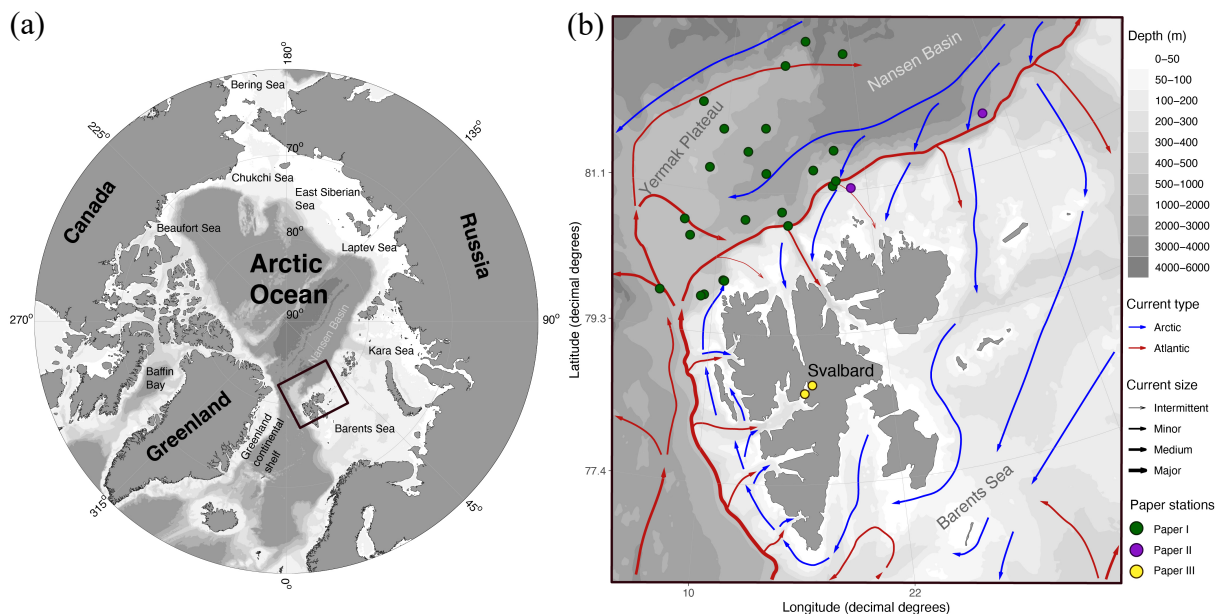 (a)
180°
Bering Sea
225°
135°
70°
Chukchi Sea
East Siberian
Sea
Canada
Russia
Beaufort Sea
80°
Laptev Sea
Arctic
Ocean
90°
270°
90°
Nansen Basin
Kara Sea
Baffin
Bay
Greenland
Greenland
continental
shelf
Barents Sea
315°
45°
0°
(b)
Nansen Basin
Yermak Plateau
Svalbard
Barents Sea
81.1
79.3
77.4
Latitude (decimal degrees)
10
22
Longitude (decimal degrees)
Depth (m)
0–50
50–100
100–200
200–300
300–400
400–500
500–1000
1000–2000
2000–3000
3000–4000
4000–6000
Current type
Arctic
Atlantic
Current size
Intermittent
Minor
Medium
Major
Paper stations
Paper I
Paper II
Paper III